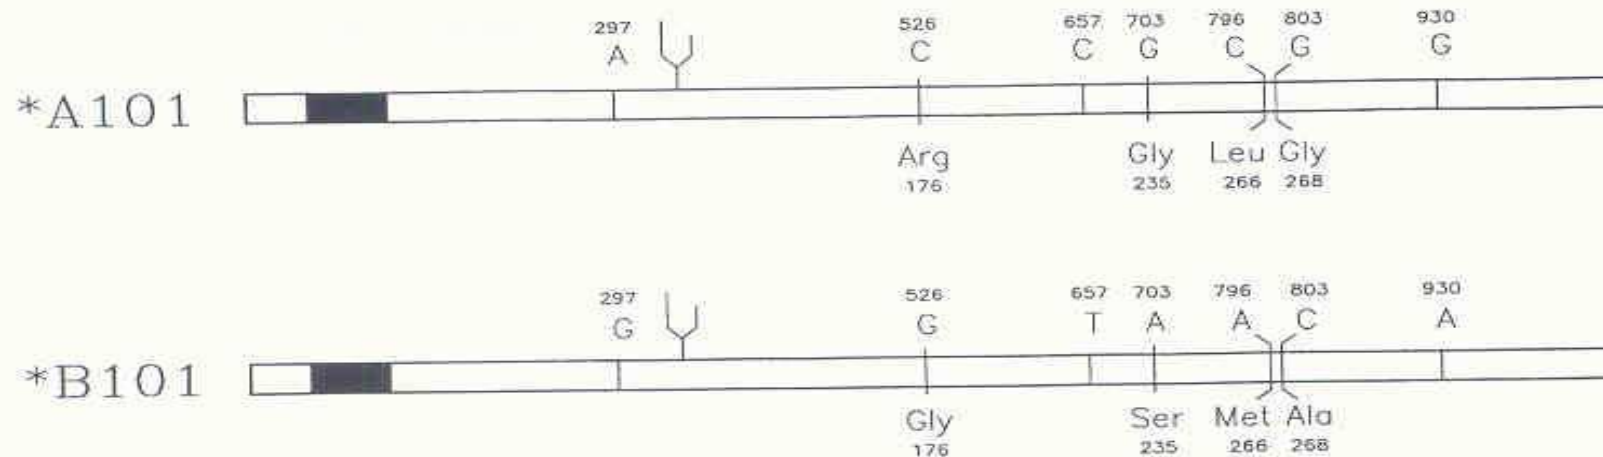 297 526 657 703 796 803 930
A C C G C G G
*A101
Arg Gly Leu Gly
176 235 266 268
297 526 657 703 796 803 930
G G T A A C A
*B101
Gly Ser Met Ala
176 235 266 268